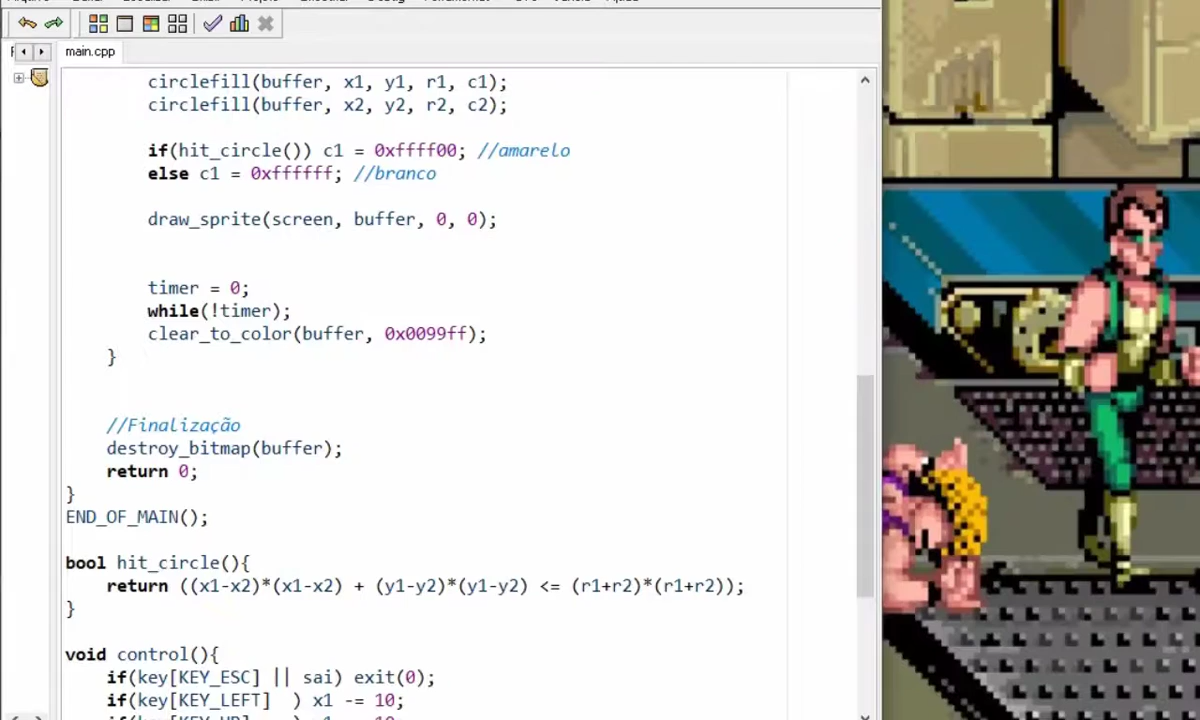 main.cpp
circlefill(buffer, x1, y1, r1, c1);
circlefill(buffer, x2, y2, r2, c2);
if(hit_circle()) c1 = 0xffff00; //amarelo
else c1 = 0xffffff; //branco
draw_sprite(screen, buffer, 0, 0);
timer = 0;
while(!timer);
clear_to_color(buffer, 0x0099ff);
}
//Finalização
destroy_bitmap(buffer);
return 0;
}
END_OF_MAIN();
bool hit_circle(){
return ((x1-x2)*(x1-x2) + (y1-y2)*(y1-y2) <= (r1+r2)*(r1+r2));
}
void control(){
if(key[KEY_ESC] || sai) exit(0);
if(key[KEY_LEFT] ) x1 -= 10;